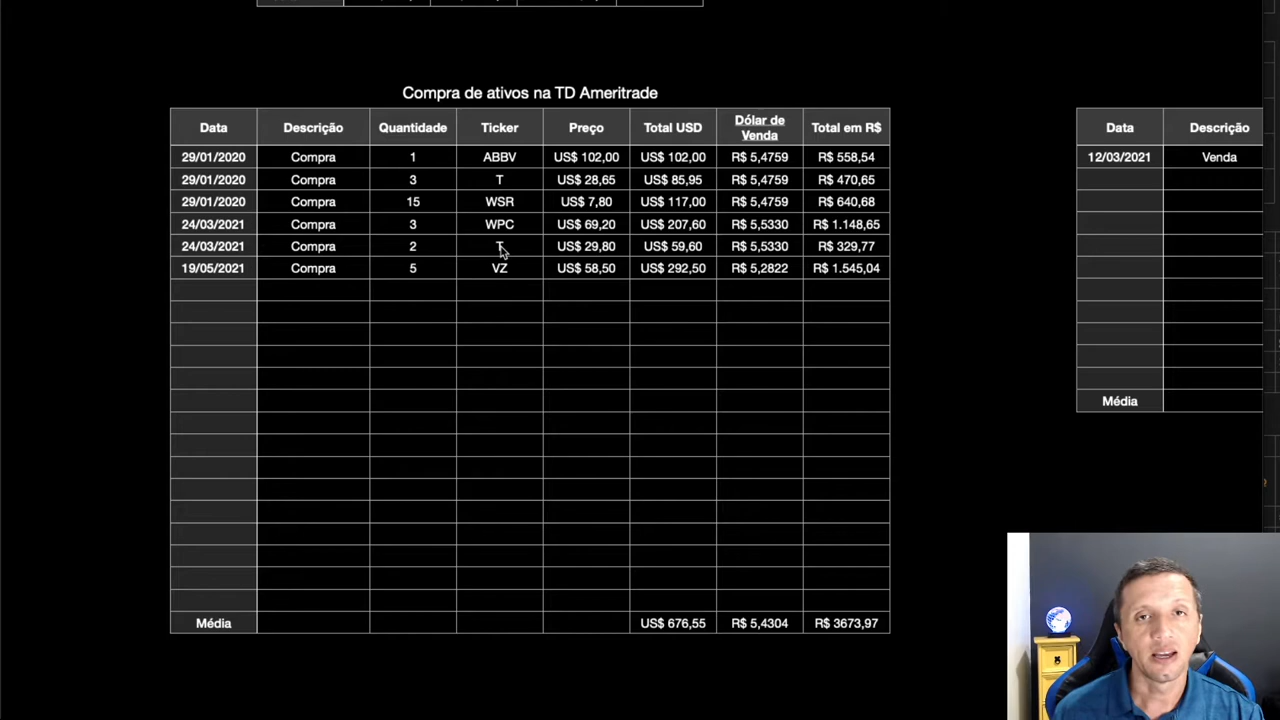 Compra de ativos na TD Ameritrade
Data Descrição Quantidade Ticker Preço Total USD Dólar de Venda Total em R$
29/01/2020 Compra 1 ABBV US$ 102,00 US$ 102,00 R$ 5,4759 R$ 558,54
29/01/2020 Compra 3 T US$ 28,65 US$ 85,95 R$ 5,4759 R$ 470,65
29/01/2020 Compra 15 WSR US$ 7,80 US$ 117,00 R$ 5,4759 R$ 640,68
24/03/2021 Compra 3 WPC US$ 69,20 US$ 207,60 R$ 5,5330 R$ 1.148,65
24/03/2021 Compra 2 T US$ 29,80 US$ 59,60 R$ 5,5330 R$ 329,77
19/05/2021 Compra 5 VZ US$ 58,50 US$ 292,50 R$ 5,2822 R$ 1.545,04
Média US$ 676,55 R$ 5,4304 R$ 3673,97
Data Descrição
12/03/2021 Venda
Média